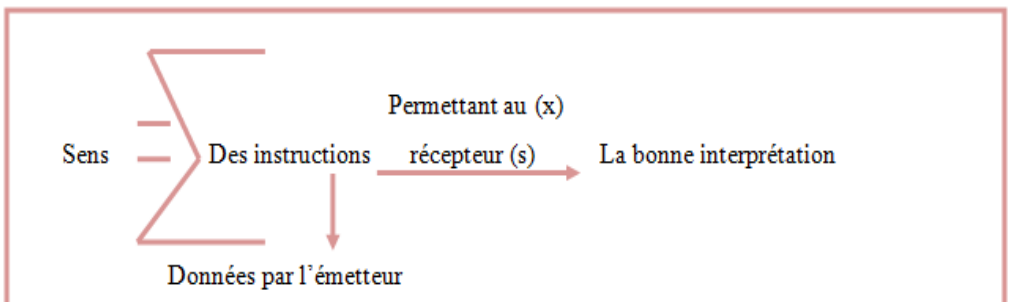 Permettant au (x)
Sens = Des instructions récepteur (s) La bonne interprétation
Données par l'émetteur